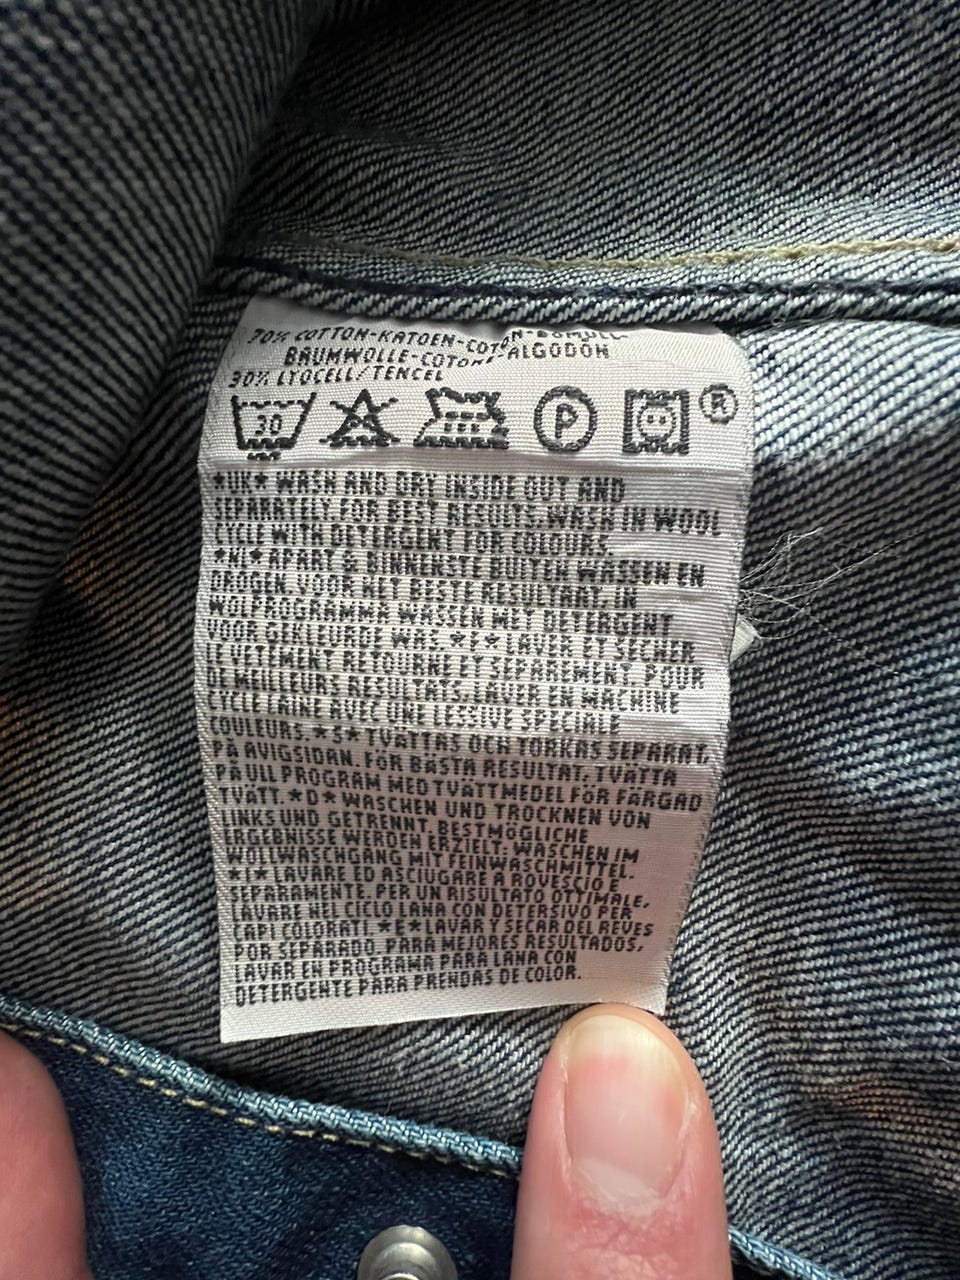 70% COTTON-KATOEN-COTON-BOMULL-
BAUMWOLLE-COTONE-ALGODON
30% LYOCELL/TENCEL
30 P ®
*UK* WASH AND DRY INSIDE OUT AND
SEPARATELY FOR BEST RESULTS. WASH IN WOOL
CYCLE WITH DETERGENT FOR COLOURS.
*NI* APART & BINNENSTE BUITEN WASSEN EN
DROGEN. VOOR HET BESTE RESULTAAT, IN
WOLPROGRAMMA WASSEN MET DETERGENT
VOOR GEKLEURDE WAS. *F* LAVER ET SECHER
LE VETEMENT RETOURNE ET SEPAREMENT. POUR
DE MEILLEURS RESULTATS, LAVER EN MACHINE
CYCLE LAINE AVEC UNE LESSIVE SPECIALE
COULEURS. *S* TVÄTTAS OCH TORKAS SEPARAT,
PÅ AVIGSIDAN. FÖR BÄSTA RESULTAT, TVÄTTA
PÅ ULL PROGRAM MED TVÄTTMEDEL FÖR FÄRGAD
TVÄTT. *D* WASCHEN UND TROCKNEN VON
LINKS UND GETRENNT. BESTMÖGLICHE
ERGEBNISSE WERDEN ERZIELT: WASCHEN IM
WOLLWASCHGANG MIT FEINWASCHMITTEL.
*I* LAVARE ED ASCIUGARE A ROVESCIO E
SEPARAMENTE. PER UN RISULTATO OTTIMALE,
LAVARE NEL CICLO LANA CON DETERSIVO PER
CAPI COLORATI. *E* LAVAR Y SECAR DEL REVES
POR SEPARADO. PARA MEJORES RESULTADOS,
LAVAR EN PROGRAMA PARA LANA CON
DETERGENTE PARA PRENDAS DE COLOR.